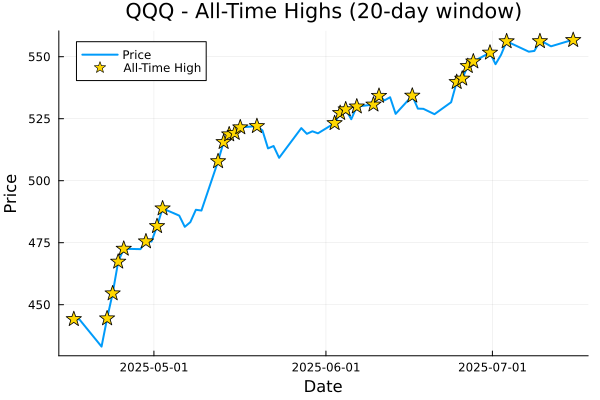 QQQ - All-Time Highs (20-day window)
Price
All-Time High
550
525
500
475
450
Price
2025-05-01
2025-06-01
2025-07-01
Date